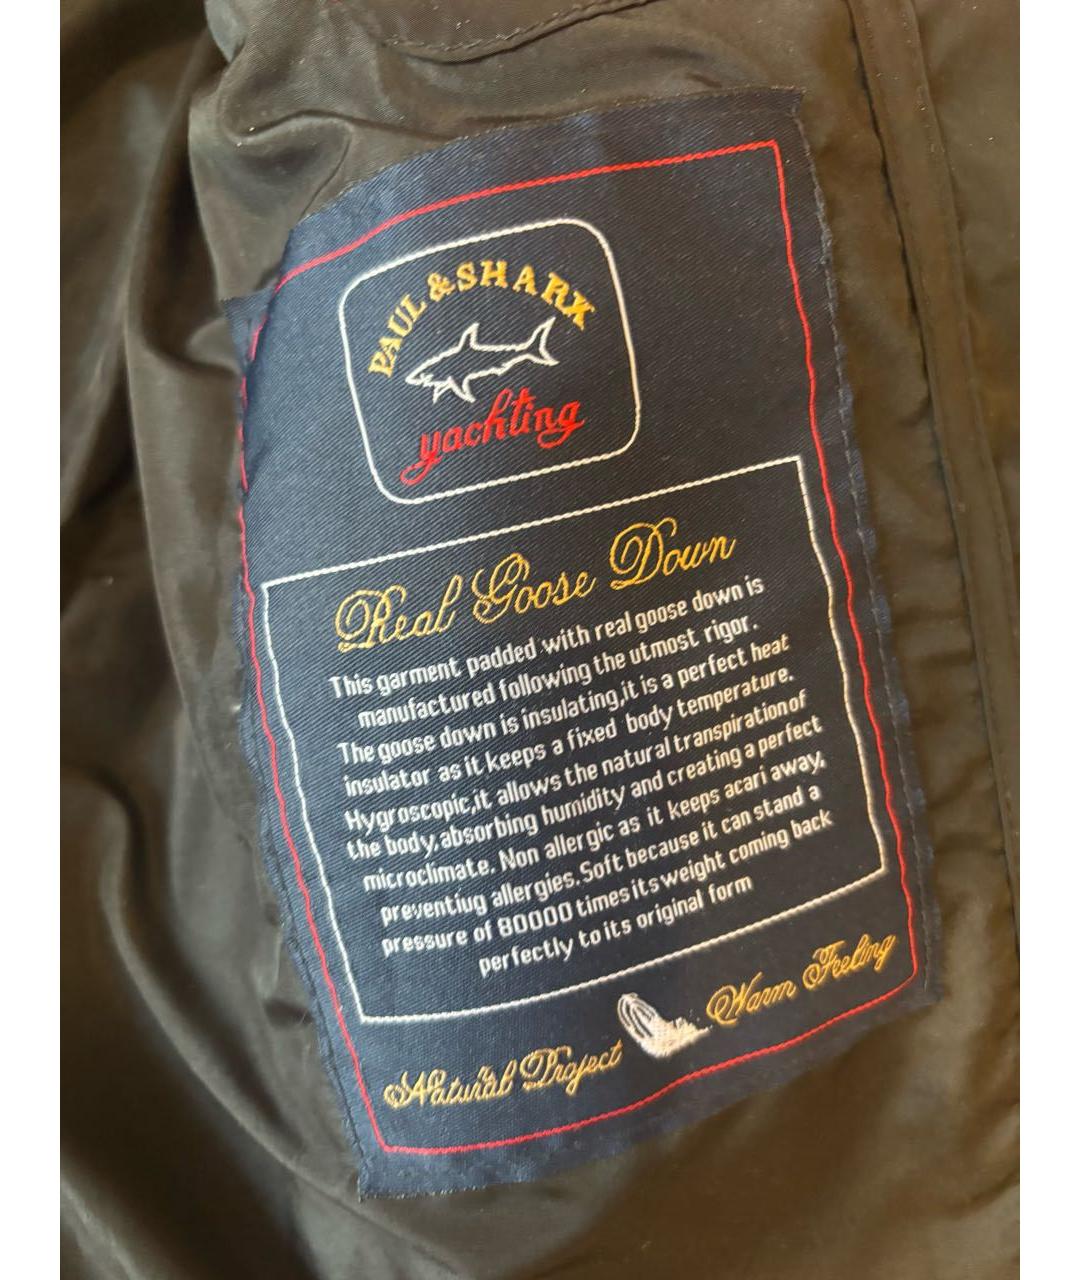 PAUL & SHARK
yachting
Real Goose Down
This garment padded with real goose down is
manufactured following the utmost rigor.
The goose down is insulating,it is a perfect heat
insulator as it keeps a fixed body temperature.
Hygroscopic,it allows the natural transpiration of
the body,absorbing humidity and creating a perfect
microclimate. Non allergic as it keeps acari away,
preventiug allergies.Soft because it can stand a
pressure of 80000 times its weight coming back
perfectly to its original form
Natural Project Warm Feeling